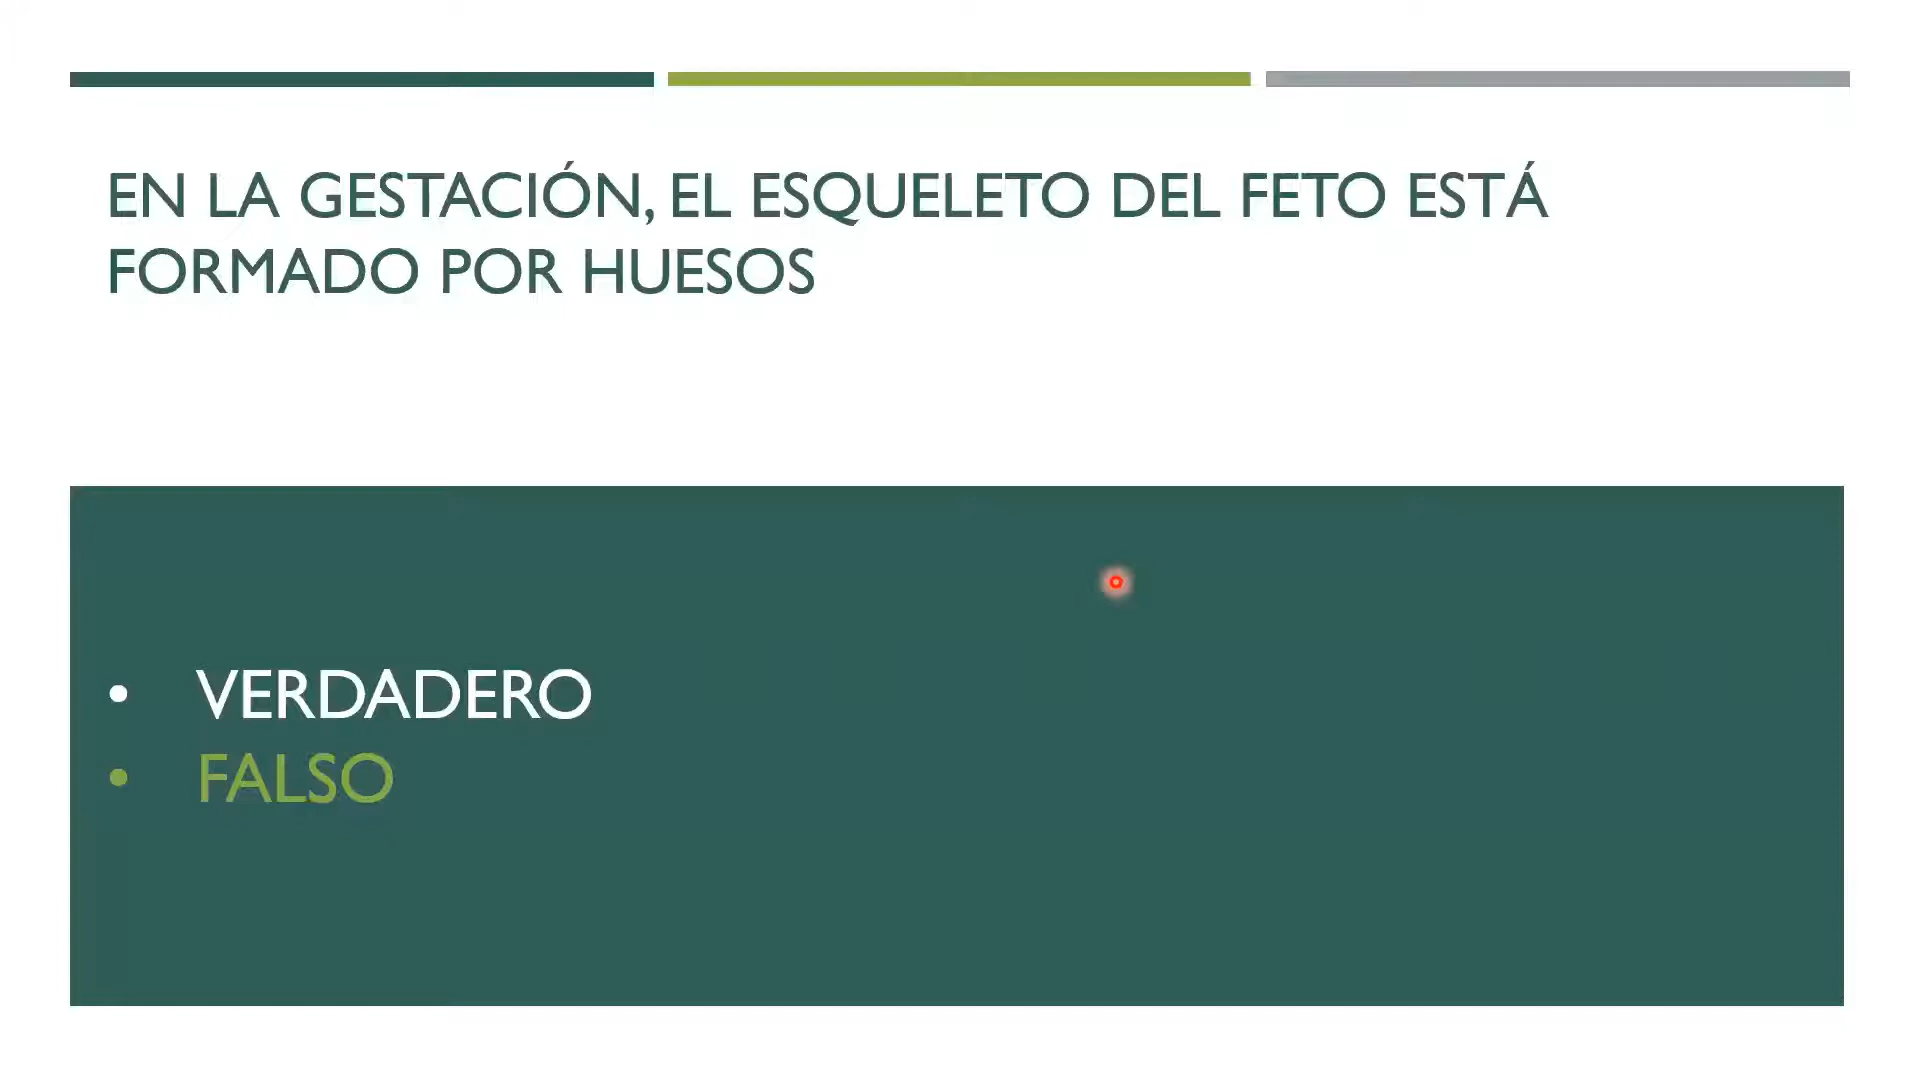 EN LA GESTACIÓN, EL ESQUELETO DEL FETO ESTÁ
FORMADO POR HUESOS
• VERDADERO
• FALSO